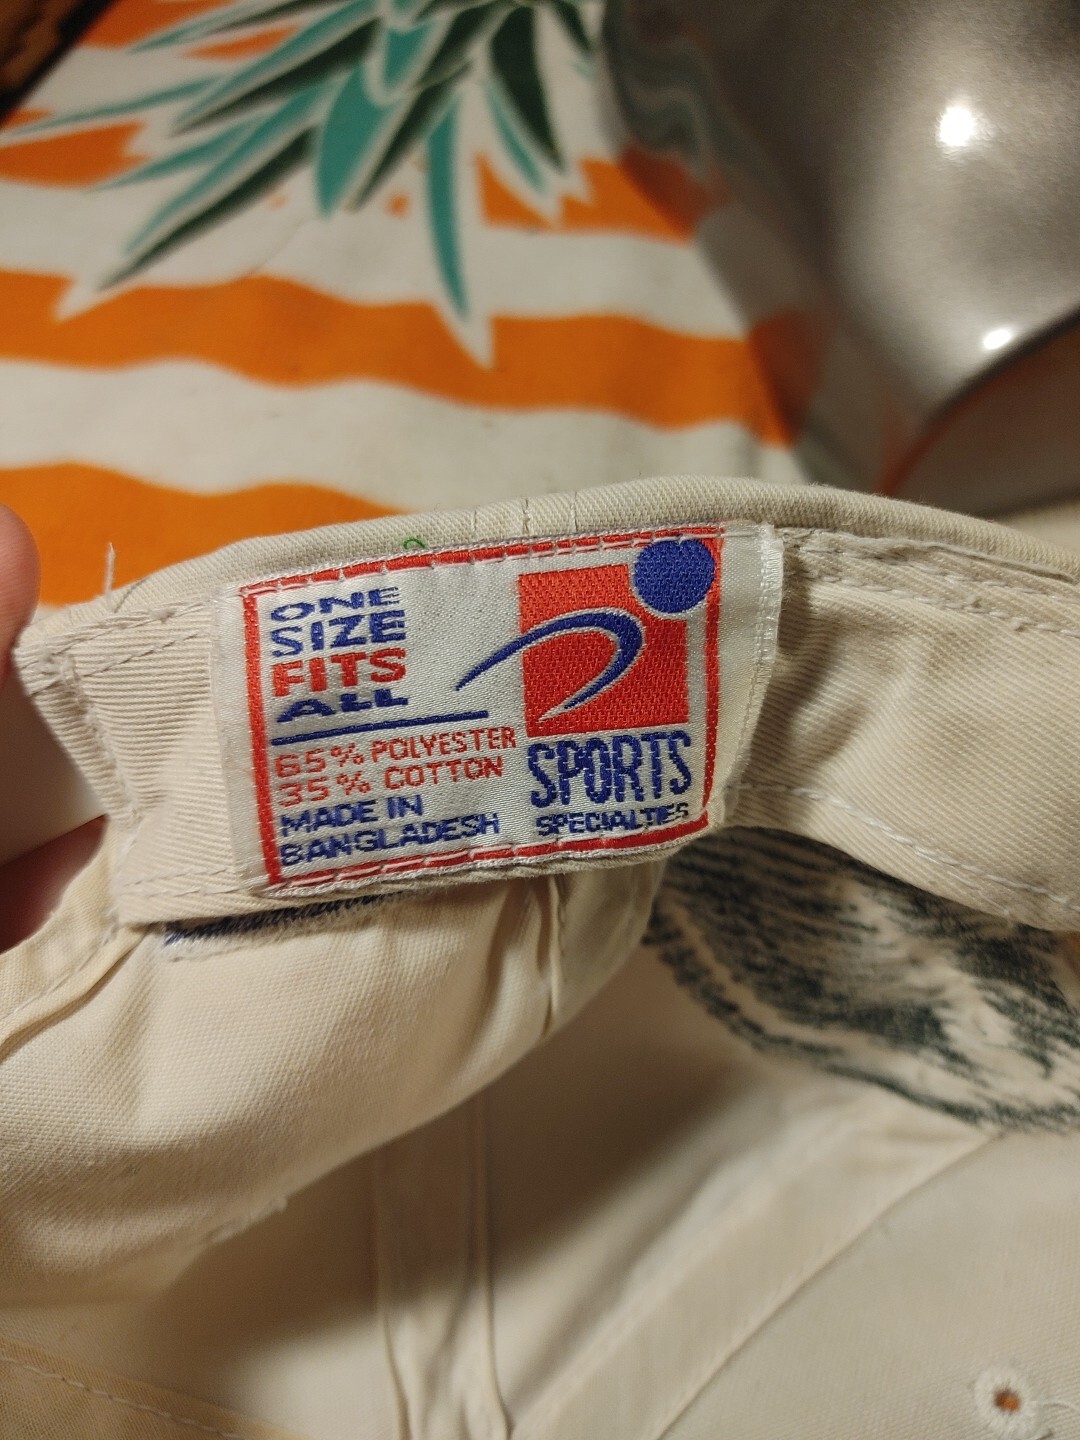 ONE
SIZE
FITS
ALL
65% POLYESTER
35% COTTON
MADE IN
BANGLADESH
SPORTS
SPECIALTIES